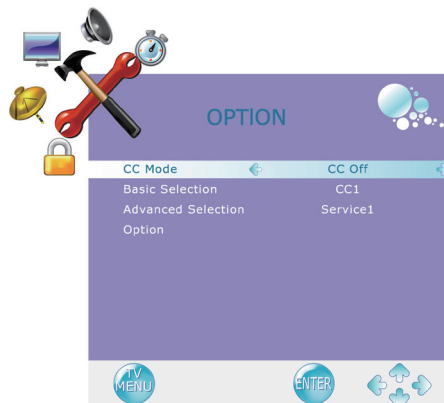 OPTION
CC Mode CC Off
Basic Selection CC1
Advanced Selection Service1
Option
TV
MENU
ENTER